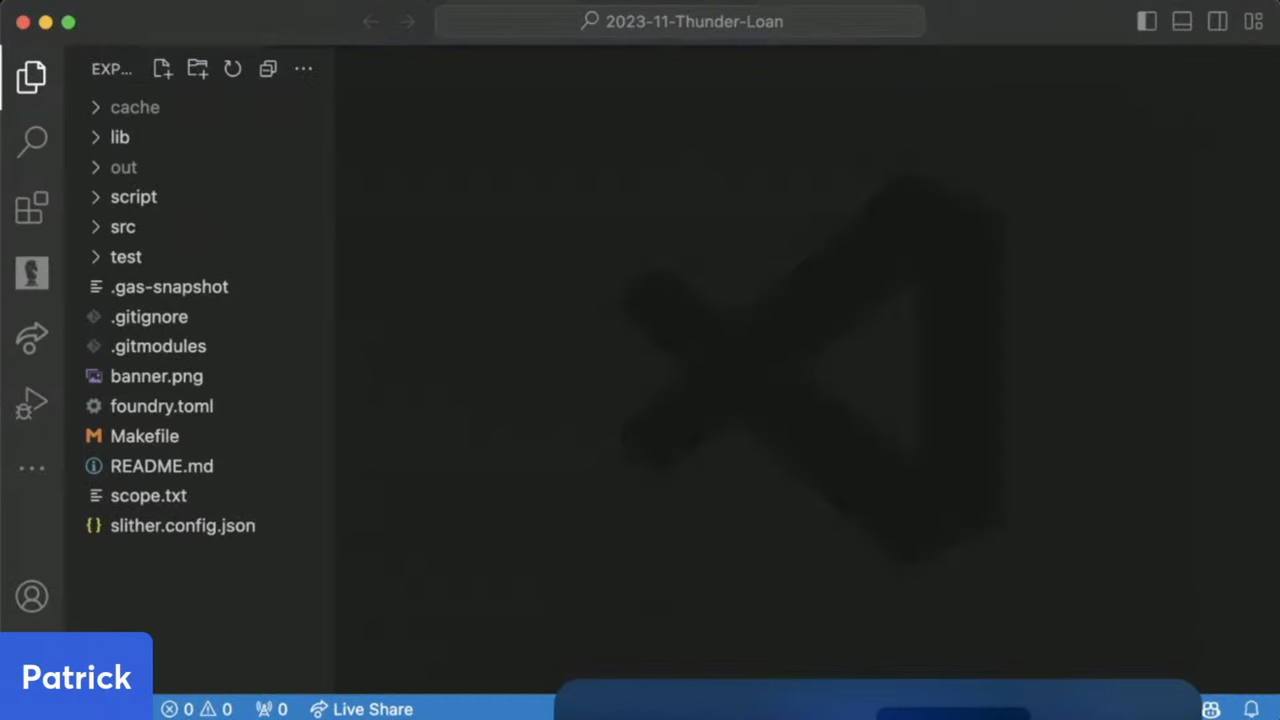 2023-11-Thunder-Loan
EXP...
cache
lib
out
script
src
test
.gas-snapshot
.gitignore
.gitmodules
banner.png
foundry.toml
Makefile
README.md
scope.txt
slither.config.json
Patrick
0 0 0 Live Share